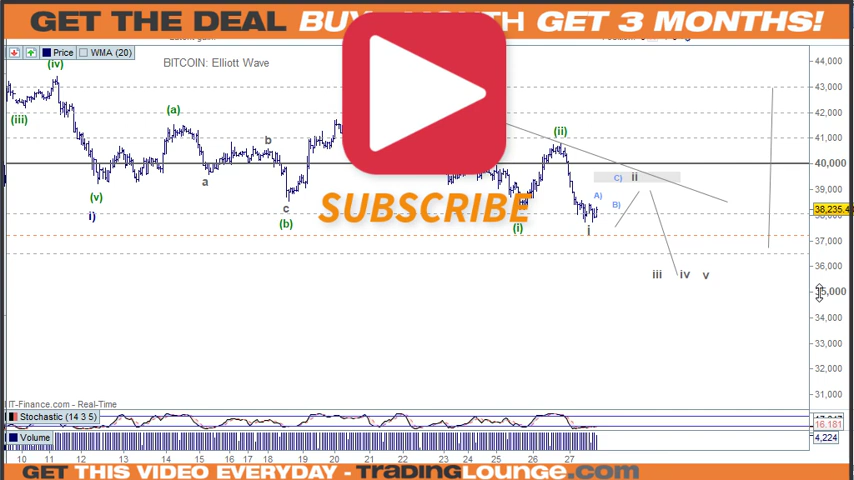 GET THE DEAL BUY 1 MONTH GET 3 MONTHS!
Price WMA (20)
BITCOIN: Elliott Wave
(iv)
(iii)
(v)
i)
(a)
a
b
c
(b)
(ii)
(i)
C) ii
A)
B)
i
iii iv v
SUBSCRIBE
44,000
43,000
42,000
41,000
40,000
39,000
38,235.4
37,000
36,000
35,000
34,000
33,000
32,000
31,000
IT-Finance.com - Real-Time
Stochastic (14 3 5)
16.181
Volume
4,224
10 11 12 13 14 15 16 17 18 19 20 21 22 23 24 25 26 27
GET THIS VIDEO EVERYDAY - TRADINGLOUNGE.com